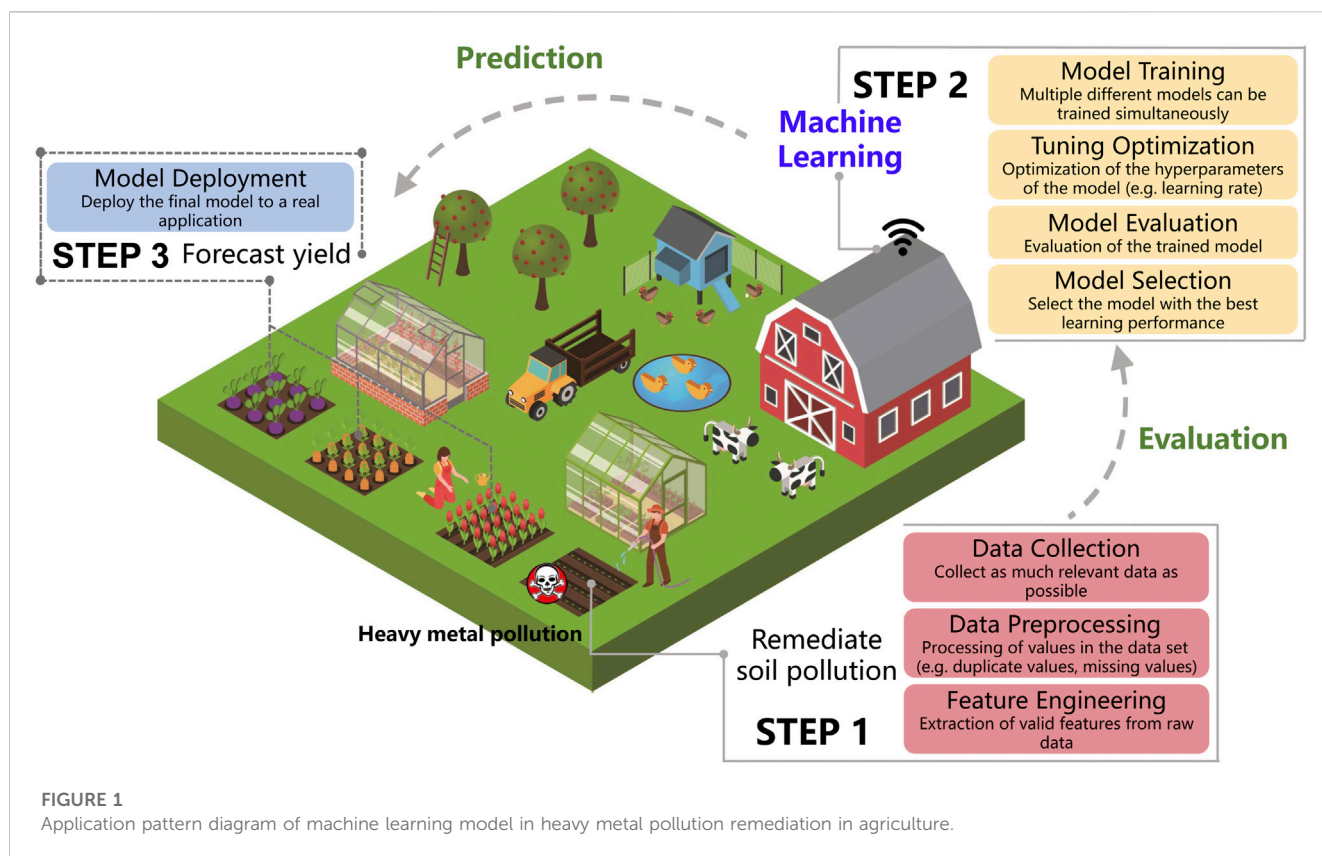 Prediction
STEP 2
Machine
Learning
Model Training
Multiple different models can be
trained simultaneously
Tuning Optimization
Optimization of the hyperparameters
of the model (e.g. learning rate)
Model Evaluation
Evaluation of the trained model
Model Selection
Select the model with the best
learning performance
Model Deployment
Deploy the final model to a real
application
STEP 3 Forecast yield
Evaluation
Heavy metal pollution
Remediate
soil pollution
STEP 1
Data Collection
Collect as much relevant data as
possible
Data Preprocessing
Processing of values in the data set
(e.g. duplicate values, missing values)
Feature Engineering
Extraction of valid features from raw
data
FIGURE 1
Application pattern diagram of machine learning model in heavy metal pollution remediation in agriculture.